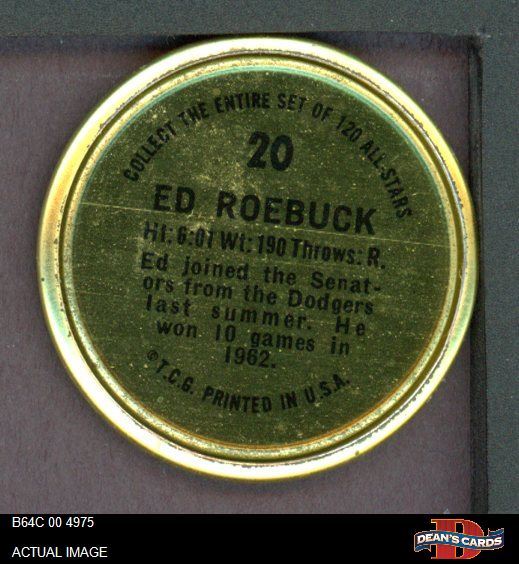 COLLECT THE ENTIRE SET OF 120 ALL-STARS
20
ED ROEBUCK
Ht: 6:01 Wt: 190 Throws: R.
Ed joined the Senat-
ors from the Dodgers
last summer. He
won 10 games in
1962.
©T.C.G. PRINTED IN U.S.A.
B64C 00 4975
ACTUAL IMAGE
D
DEAN'S CARDS